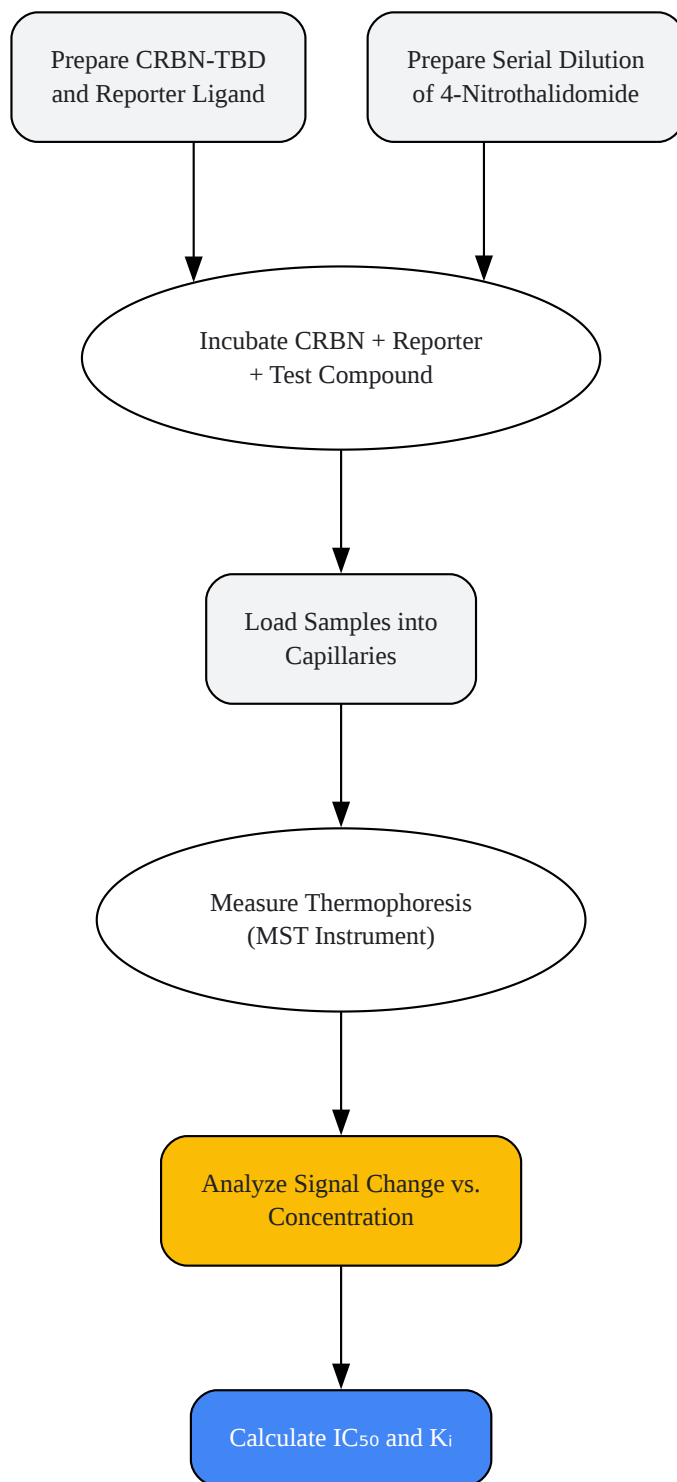 Prepare CRBN-TBD
and Reporter Ligand
Prepare Serial Dilution
of 4-Nitrothalidomide
Incubate CRBN + Reporter
+ Test Compound
Load Samples into
Capillaries
Measure Thermophoresis
(MST Instrument)
Analyze Signal Change vs.
Concentration
Calculate IC₅₀ and Kᵢ